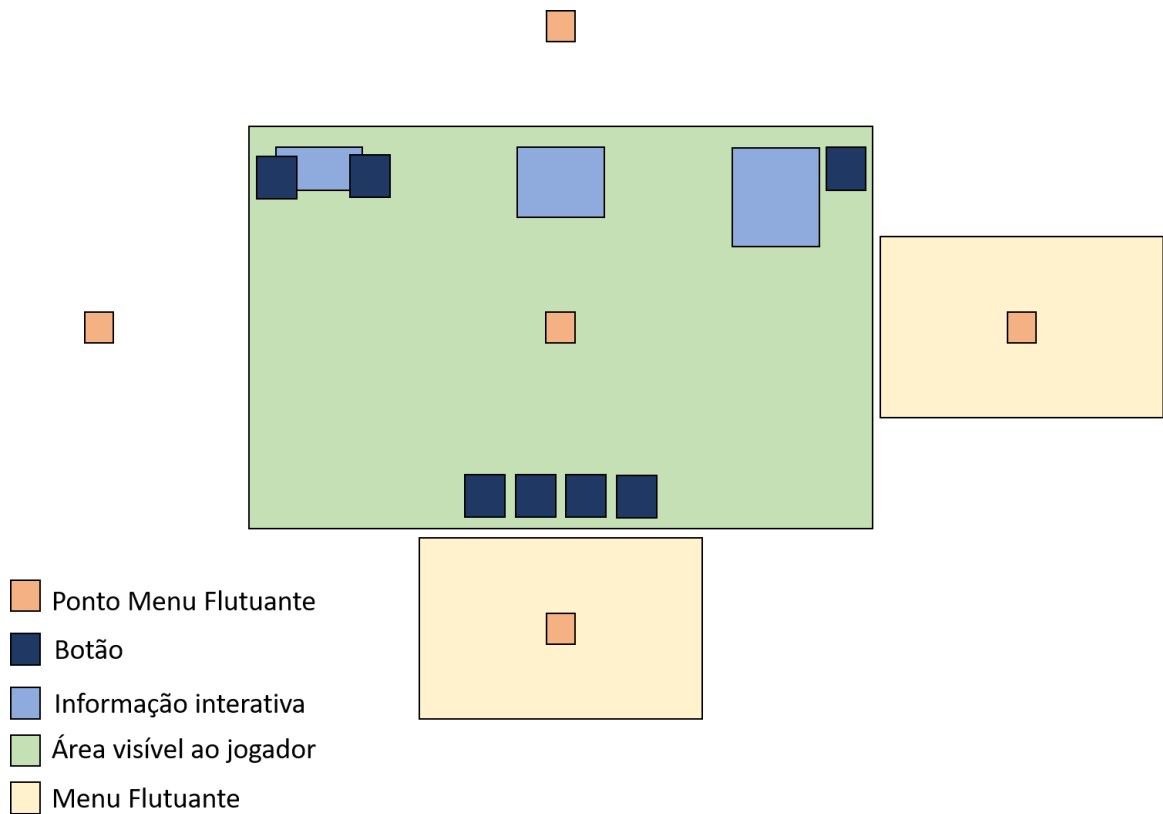 Ponto Menu Flutuante
Botão
Informação interativa
Área visível ao jogador
Menu Flutuante